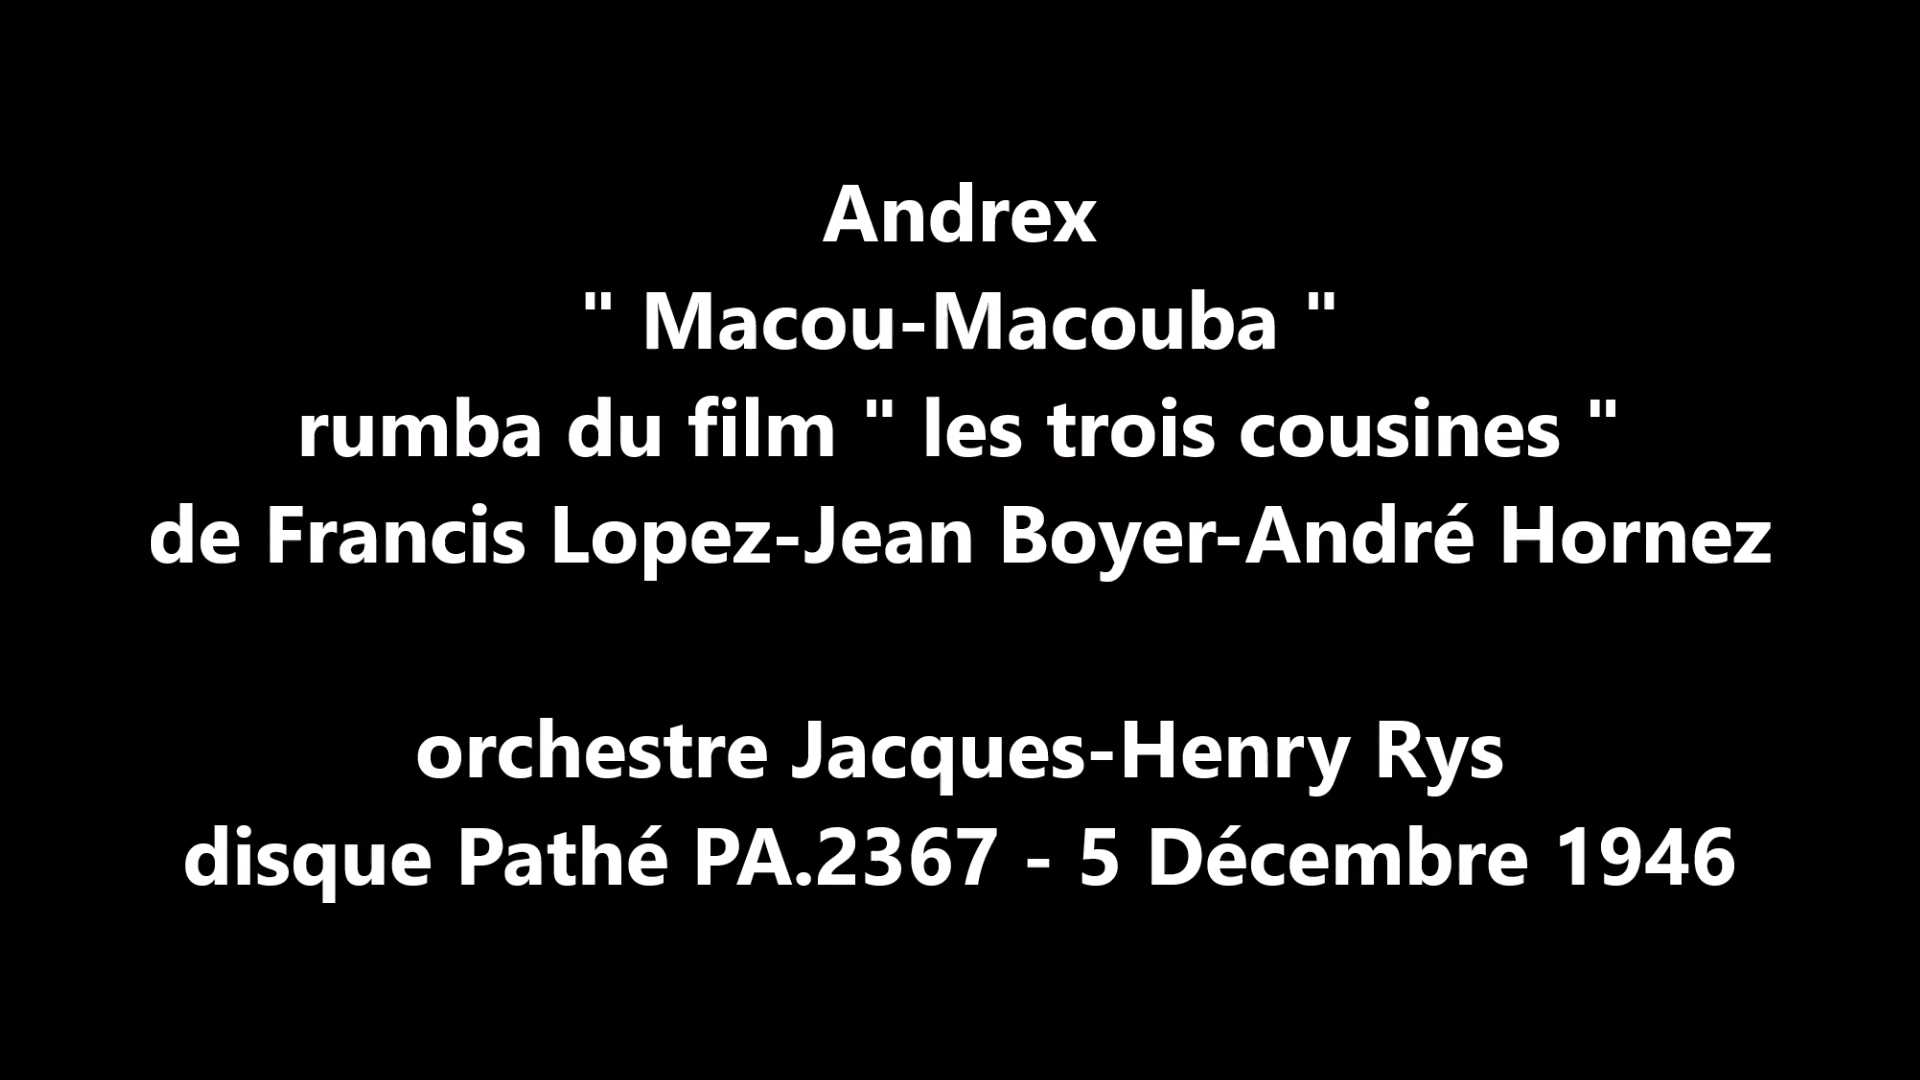 Andrex
" Macou-Macouba "
rumba du film " les trois cousines "
de Francis Lopez-Jean Boyer-André Hornez
orchestre Jacques-Henry Rys
disque Pathé PA.2367 - 5 Décembre 1946